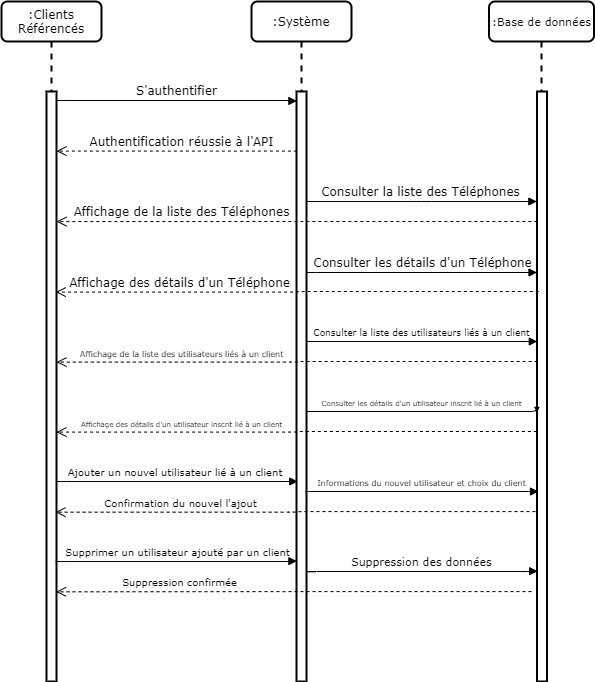 :Clients
Référencés
:Système
:Base de données
S'authentifier
Authentification réussie à l'API
Consulter la liste des Téléphones
Affichage de la liste des Téléphones
Consulter les détails d'un Téléphone
Affichage des détails d'un Téléphone
Consulter la liste des utilisateurs liés à un client
Affichage de la liste des utilisateurs liés à un client
Consulter les détails d'un utilisateur inscrit lié à un client
Affichage des détails d'un utilisateur inscrit lié à un client
Ajouter un nouvel utilisateur lié à un client
Informations du nouvel utilisateur et choix du client
Confirmation du nouvel l'ajout
Supprimer un utilisateur ajouté par un client
Suppression des données
Suppression confirmée